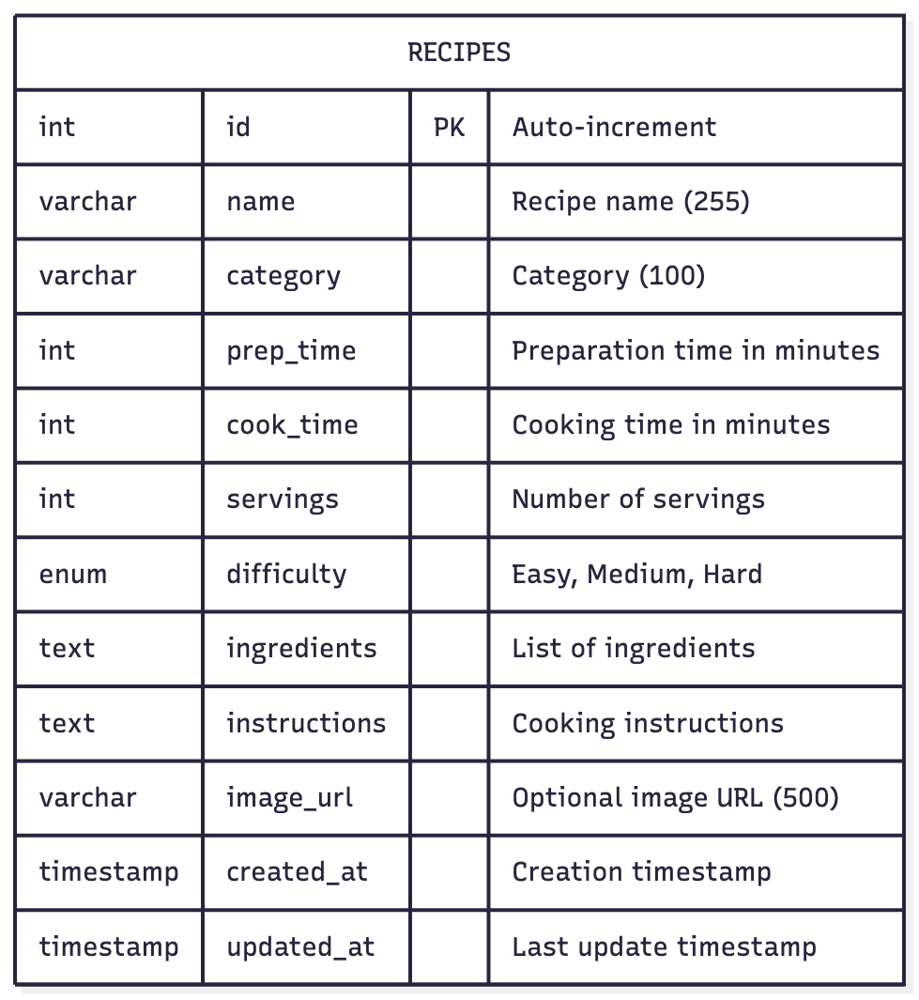 RECIPES
int id PK Auto-increment
varchar name Recipe name (255)
varchar category Category (100)
int prep_time Preparation time in minutes
int cook_time Cooking time in minutes
int servings Number of servings
enum difficulty Easy, Medium, Hard
text ingredients List of ingredients
text instructions Cooking instructions
varchar image_url Optional image URL (500)
timestamp created_at Creation timestamp
timestamp updated_at Last update timestamp